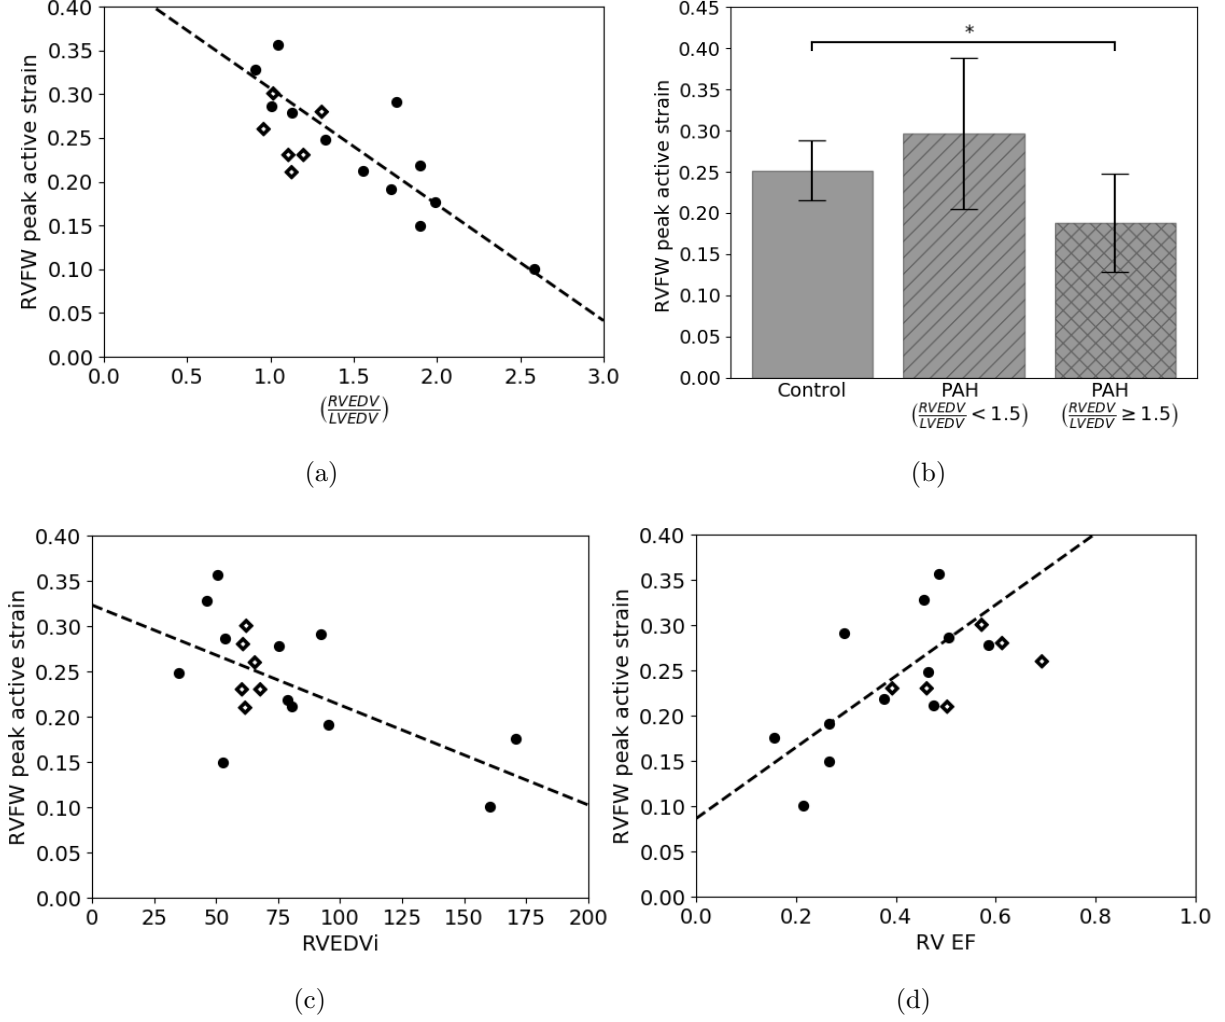 0.40
0.35
0.30
0.25
0.20
0.15
0.10
0.05
0.00
RVFW peak active strain
0.0 0.5 1.0 1.5 2.0 2.5 3.0
(RVEDV/LVEDV)
(a)
0.45
0.40
0.35
0.30
0.25
0.20
0.15
0.10
0.05
0.00
RVFW peak active strain
*
Control PAH PAH
(RVEDV/LVEDV < 1.5) (RVEDV/LVEDV ≥ 1.5)
(b)
0.40
0.35
0.30
0.25
0.20
0.15
0.10
0.05
0.00
RVFW peak active strain
0 25 50 75 100 125 150 175 200
RVEDVi
(c)
0.40
0.35
0.30
0.25
0.20
0.15
0.10
0.05
0.00
RVFW peak active strain
0.0 0.2 0.4 0.6 0.8 1.0
RV EF
(d)